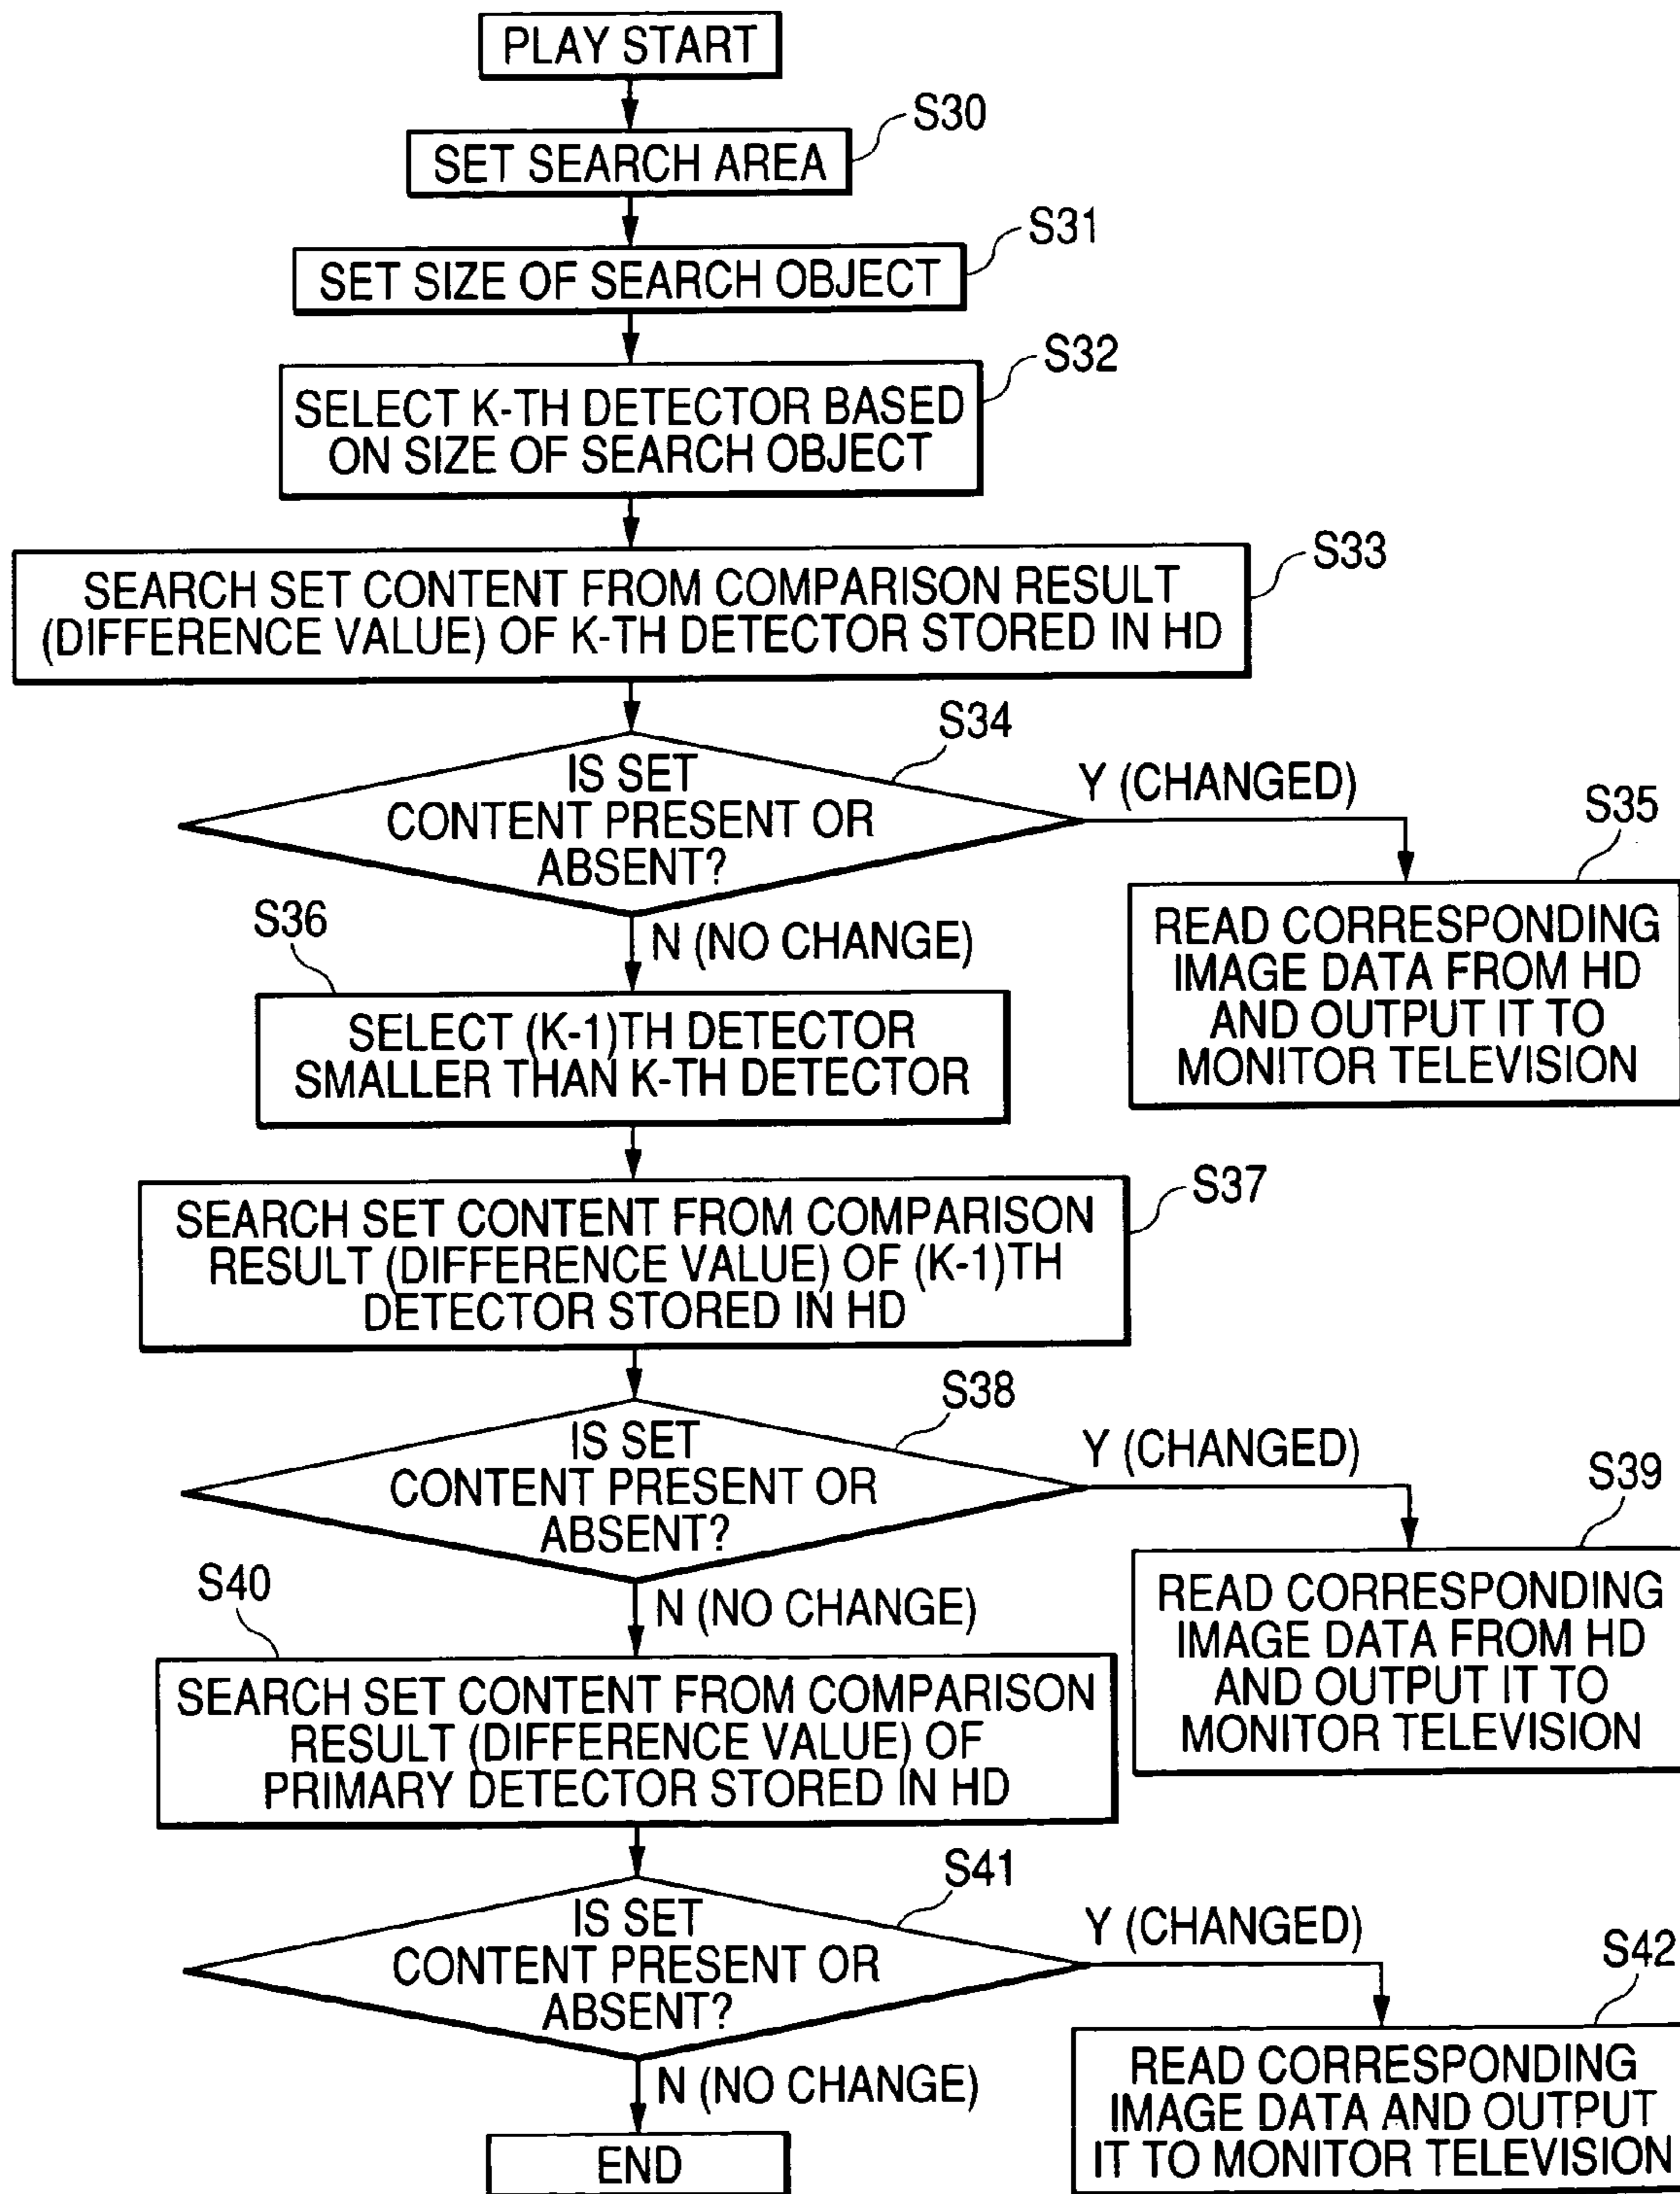 PLAY START
S30
SET SEARCH AREA
S31
SET SIZE OF SEARCH OBJECT
S32
SELECT K-TH DETECTOR BASED
ON SIZE OF SEARCH OBJECT
S33
SEARCH SET CONTENT FROM COMPARISON RESULT
(DIFFERENCE VALUE) OF K-TH DETECTOR STORED IN HD
S34
IS SET
CONTENT PRESENT OR
ABSENT?
Y (CHANGED)
S35
READ CORRESPONDING
IMAGE DATA FROM HD
AND OUTPUT IT TO
MONITOR TELEVISION
N (NO CHANGE)
S36
SELECT (K-1)TH DETECTOR
SMALLER THAN K-TH DETECTOR
S37
SEARCH SET CONTENT FROM COMPARISON
RESULT (DIFFERENCE VALUE) OF (K-1)TH
DETECTOR STORED IN HD
S38
IS SET
CONTENT PRESENT OR
ABSENT?
Y (CHANGED)
S39
READ CORRESPONDING
IMAGE DATA FROM HD
AND OUTPUT IT TO
MONITOR TELEVISION
N (NO CHANGE)
S40
SEARCH SET CONTENT FROM COMPARISON
RESULT (DIFFERENCE VALUE) OF
PRIMARY DETECTOR STORED IN HD
S41
IS SET
CONTENT PRESENT OR
ABSENT?
Y (CHANGED)
S42
READ CORRESPONDING
IMAGE DATA AND OUTPUT
IT TO MONITOR TELEVISION
N (NO CHANGE)
END